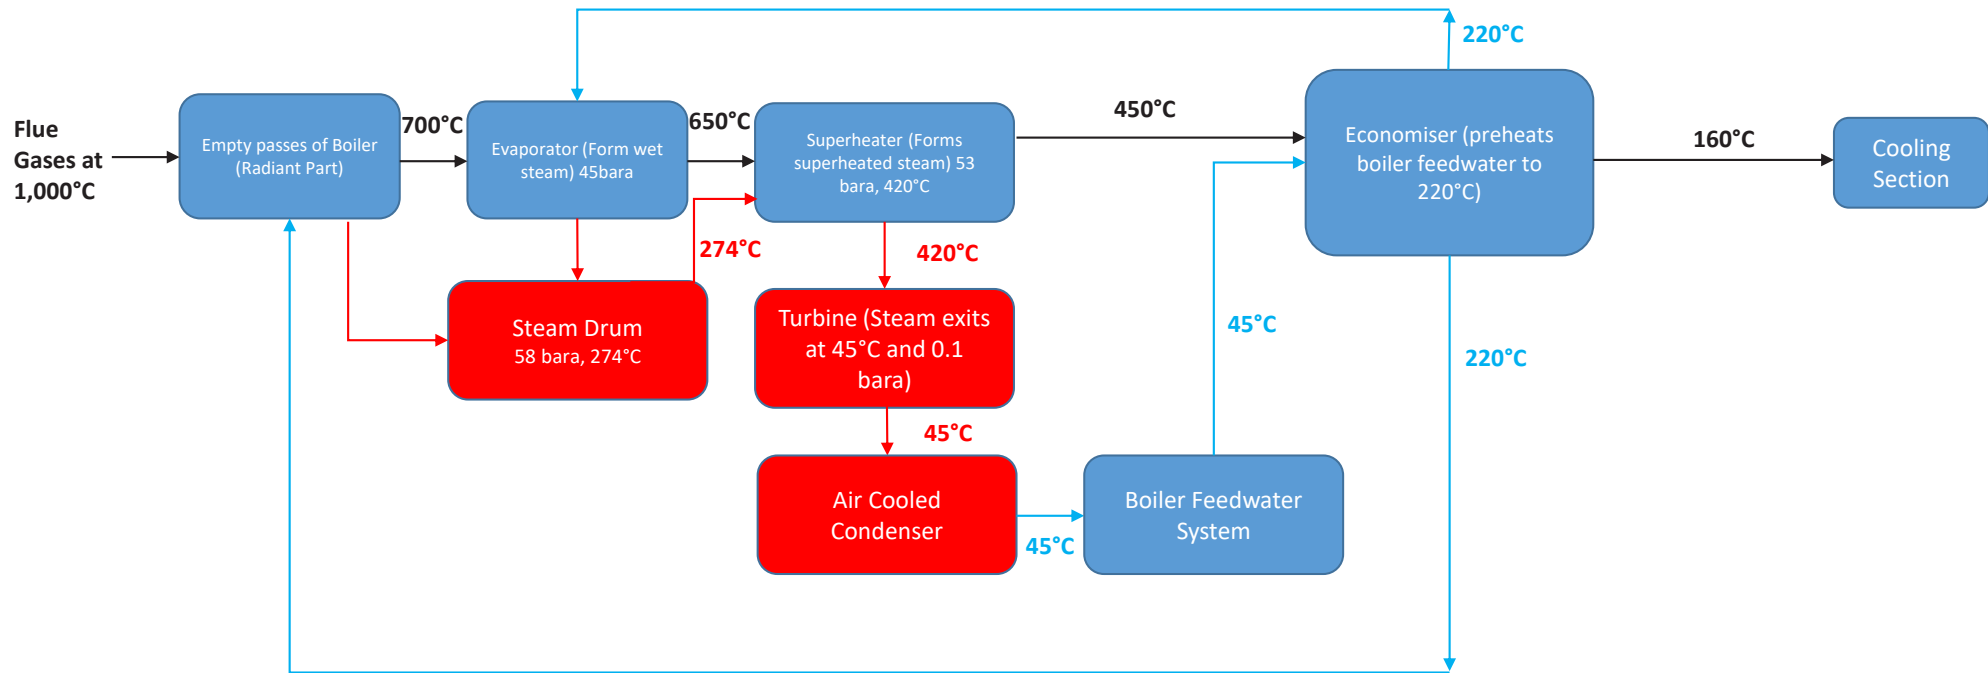 220°C
Flue
Gases at
1,000°C
Empty passes of Boiler
(Radiant Part)
700°C
Evaporator (Form wet
steam) 45bara
650°C
Superheater (Forms
superheated steam) 53
bara, 420°C
450°C
Economiser (preheats
boiler feedwater to
220°C)
160°C
Cooling
Section
274°C
420°C
Steam Drum
58 bara, 274°C
Turbine (Steam exits
at 45°C and 0.1
bara)
45°C
220°C
45°C
Air Cooled
Condenser
45°C
Boiler Feedwater
System